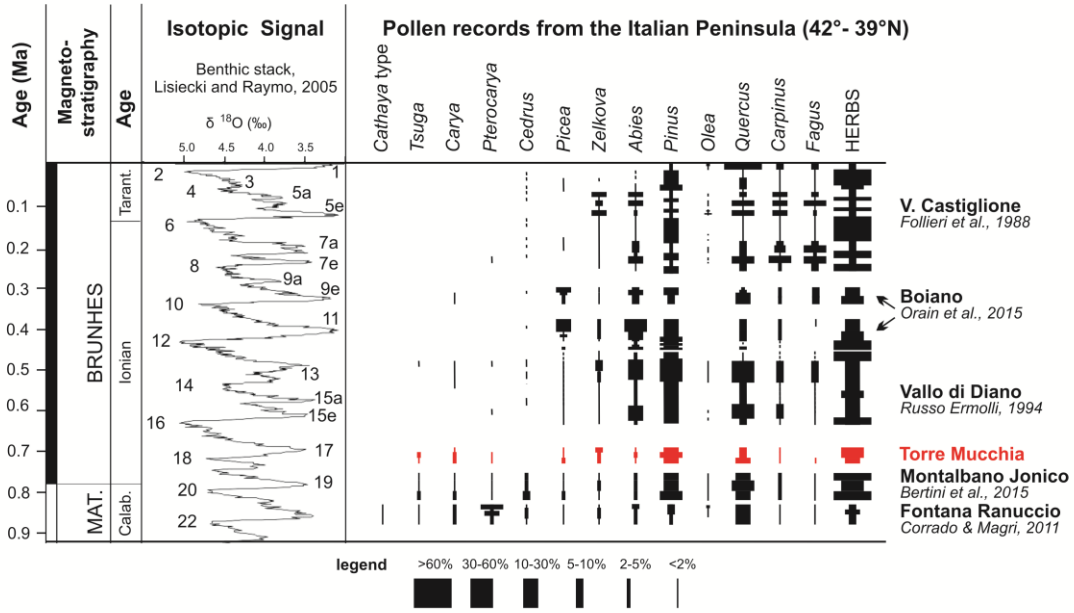 Isotopic Signal
Pollen records from the Italian Peninsula (42°- 39°N)
Age (Ma)
Magneto-
stratigraphy
Age
Benthic stack,
Lisiecki and Raymo, 2005
δ 18O (‰)
5.0 4.5 4.0 3.5
Cathaya type
Tsuga
Carya
Pterocarya
Cedrus
Picea
Zelkova
Abies
Pinus
Olea
Quercus
Carpinus
Fagus
HERBS
0.1
0.2
0.3
0.4
0.5
0.6
0.7
0.8
0.9
BRUNHES
MAT.
Tarant.
Ionian
Calab.
2 1
3
4 5a
5e
6
7a
8 7e
9a
9e
10
11
12
13
14
15a
15e
16
17
18
19
20
22
V. Castiglione
Follieri et al., 1988
Boiano
Orain et al., 2015
Vallo di Diano
Russo Ermolli, 1994
Torre Mucchia
Montalbano Jonico
Bertini et al., 2015
Fontana Ranuccio
Corrado & Magri, 2011
legend >60% 30-60% 10-30% 5-10% 2-5% <2%